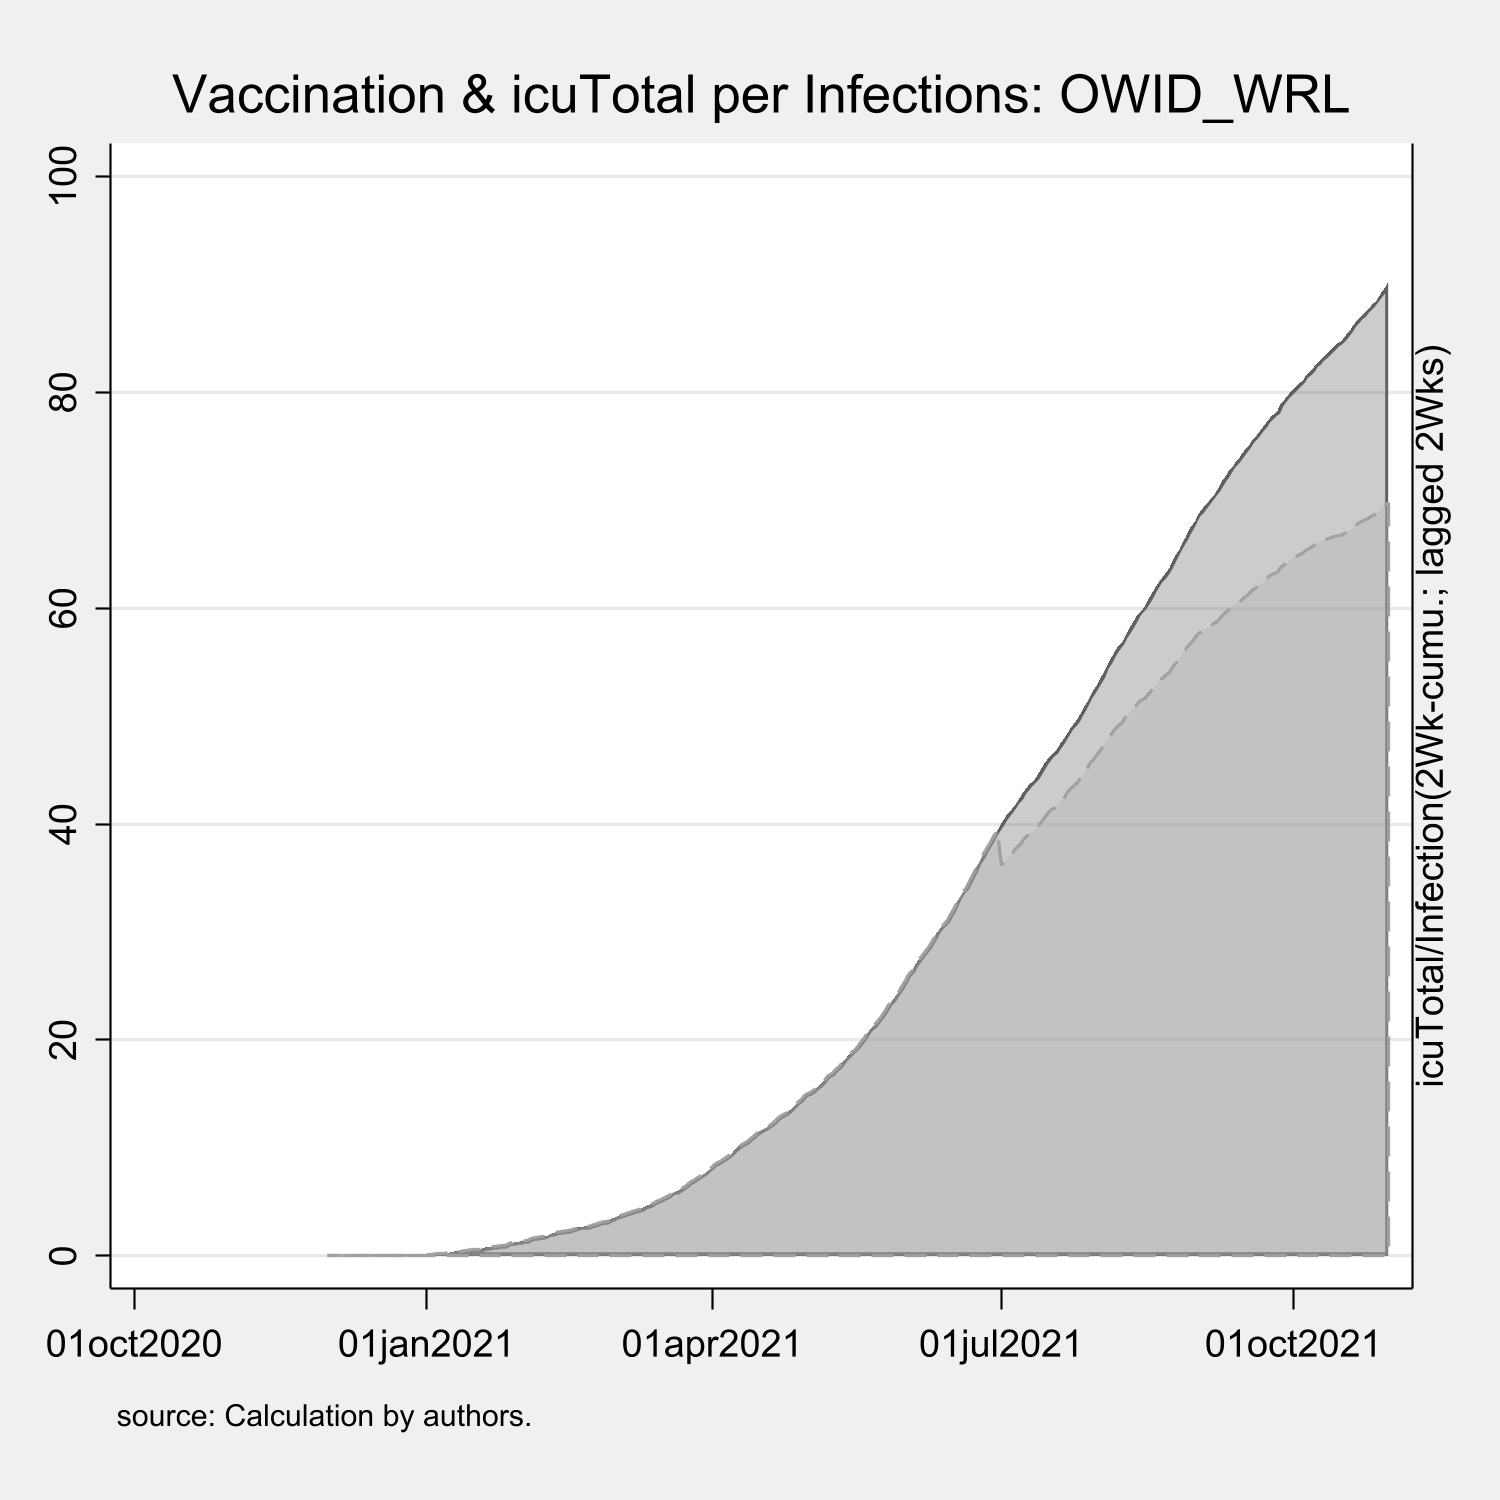 Vaccination & icuTotal per Infections: OWID_WRL
100
80
60
40
20
0
icuTotal/Infection(2Wk-cumu.; lagged 2Wks)
01oct2020 01jan2021 01apr2021 01jul2021 01oct2021
source: Calculation by authors.